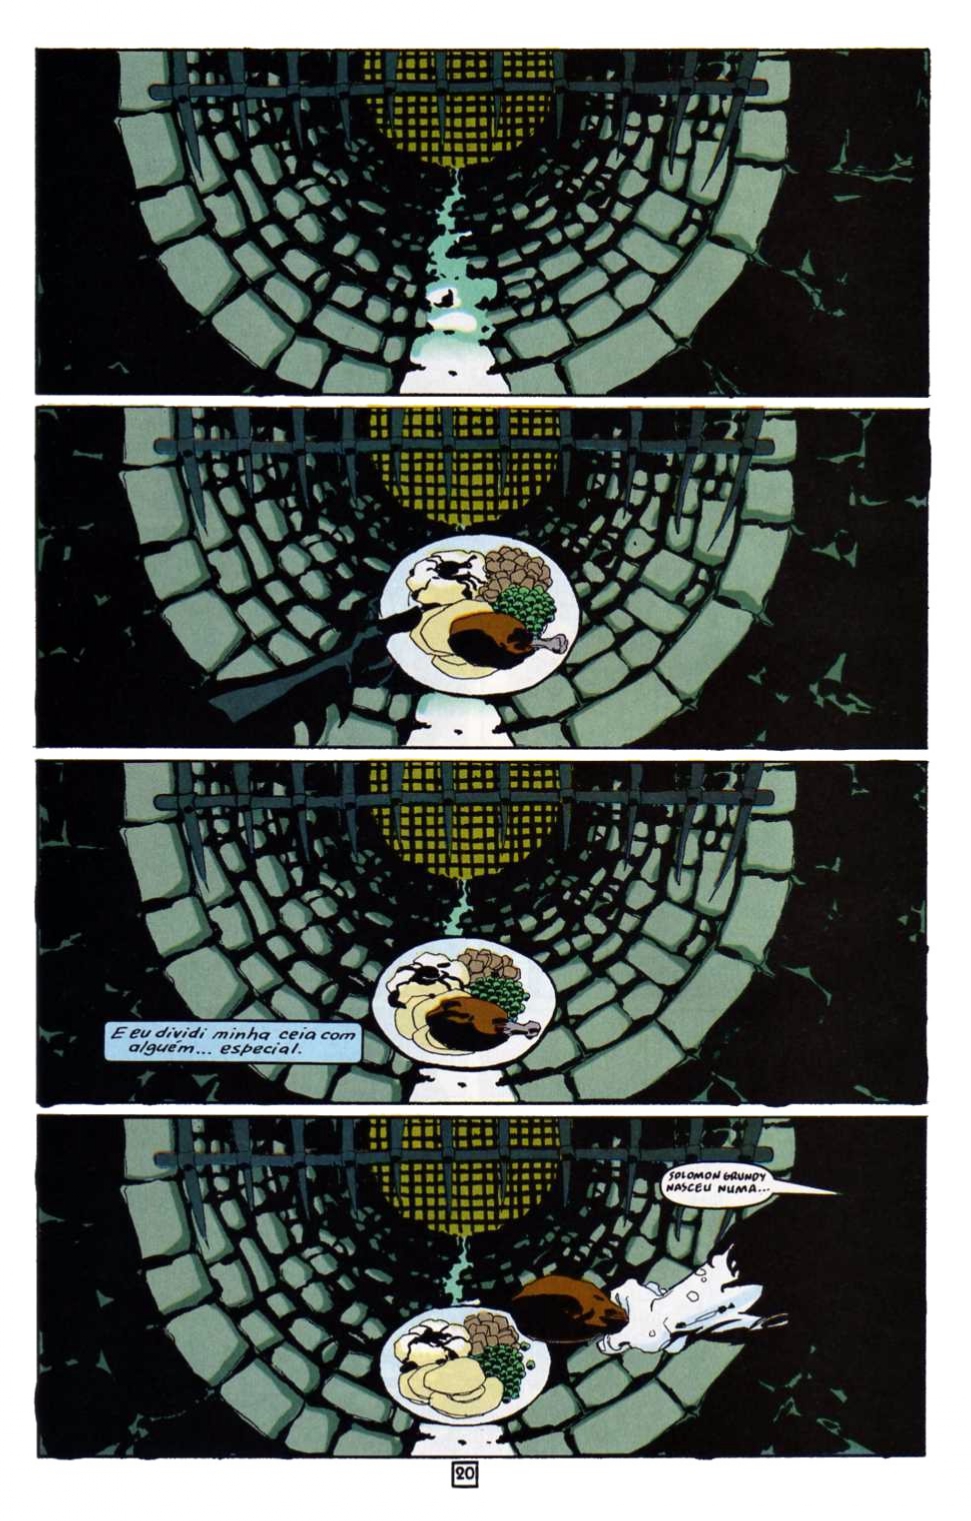 E eu dividi minha ceia com
alguém... especial.
SOLOMON GRUNDY
NASCEU NUMA...
20